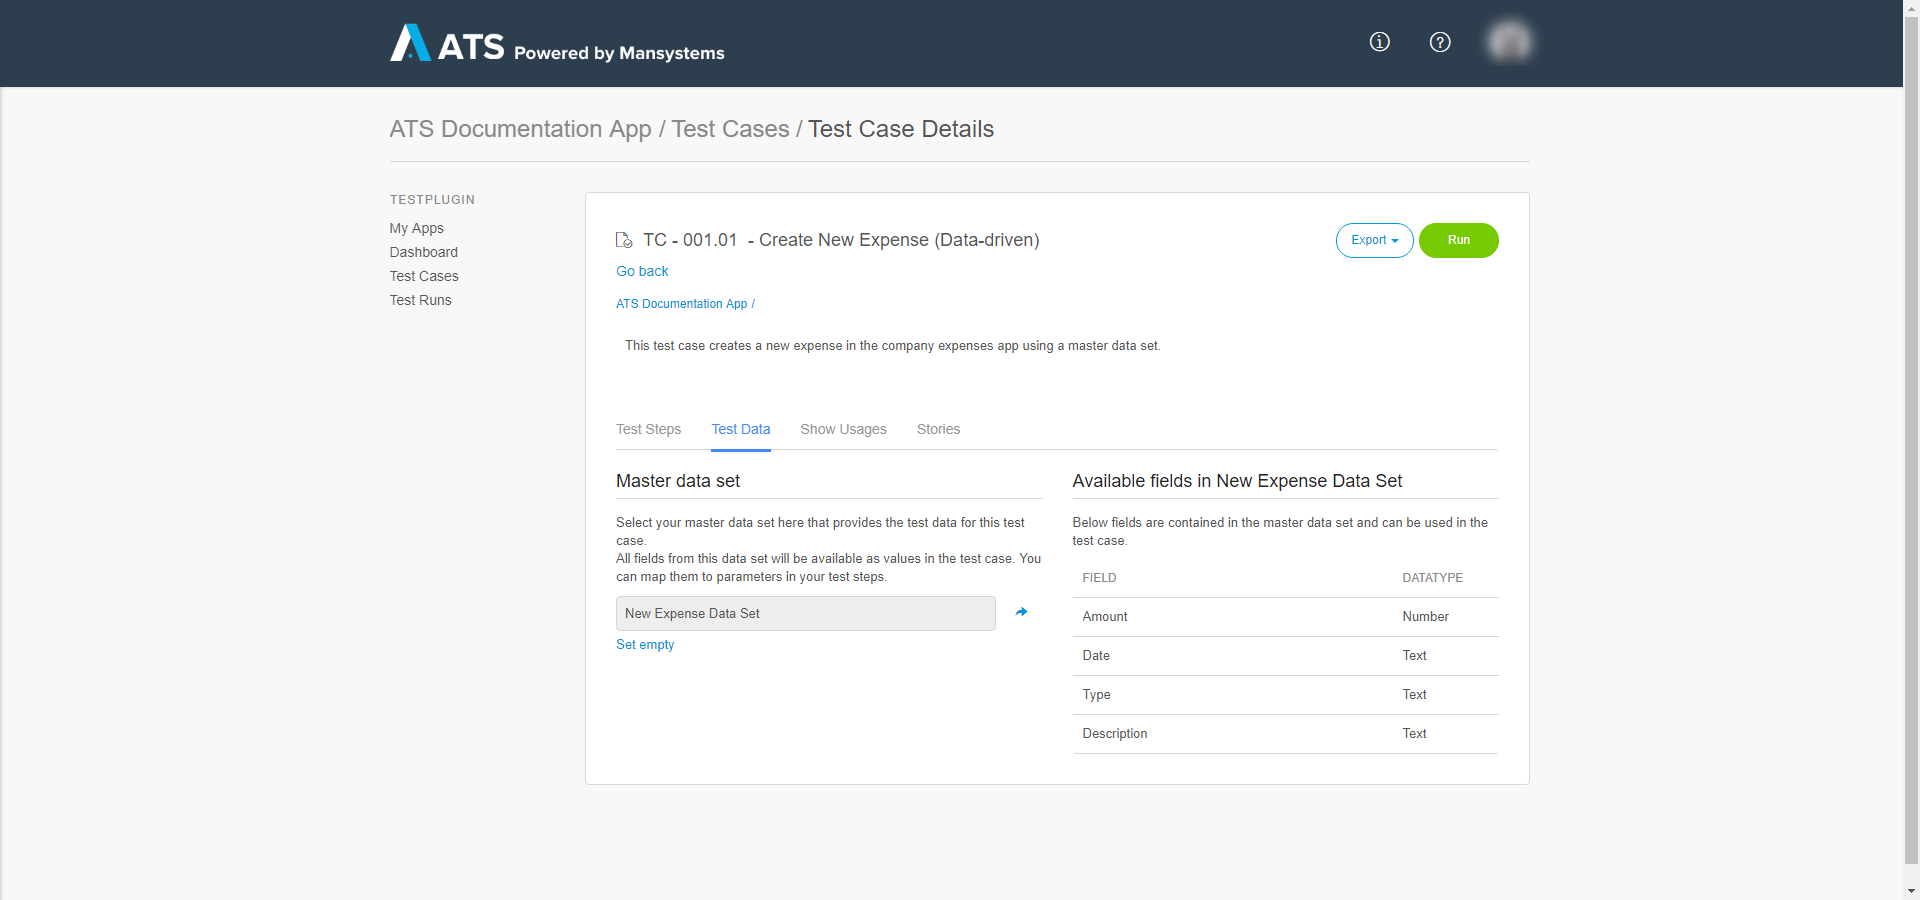 ATS Powered by Mansystems
ATS Documentation App / Test Cases / Test Case Details
TESTPLUGIN
My Apps
Dashboard
Test Cases
Test Runs
TC - 001.01 - Create New Expense (Data-driven)
Export
Run
Go back
ATS Documentation App /
This test case creates a new expense in the company expenses app using a master data set.
Test Steps
Test Data
Show Usages
Stories
Master data set
Select your master data set here that provides the test data for this test
case.
All fields from this data set will be available as values in the test case. You
can map them to parameters in your test steps.
New Expense Data Set
Set empty
Available fields in New Expense Data Set
Below fields are contained in the master data set and can be used in the
test case.
FIELD DATATYPE
Amount Number
Date Text
Type Text
Description Text